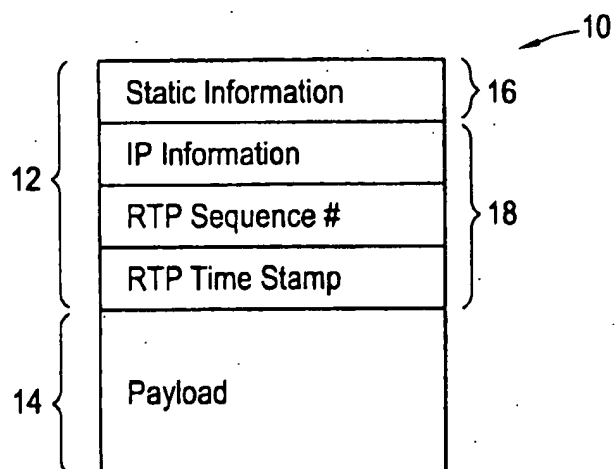 10
Static Information
16
IP Information
12
RTP Sequence #
18
RTP Time Stamp
14
Payload